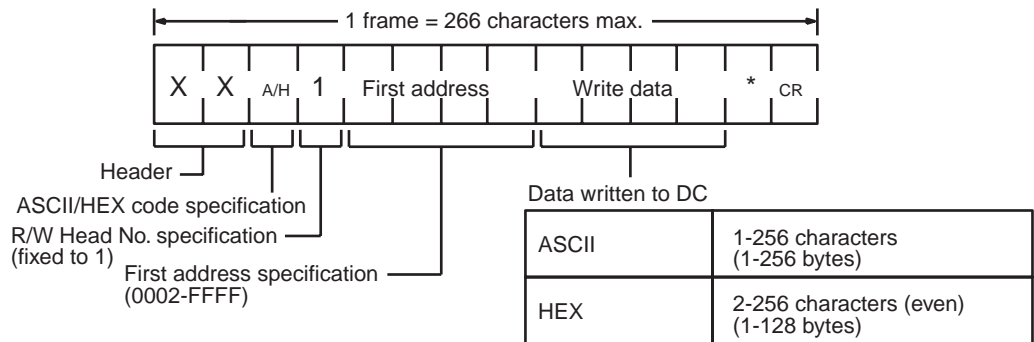 1 frame = 266 characters max.
X X A/H 1 First address Write data * CR
Header
ASCII/HEX code specification
R/W Head No. specification
(fixed to 1)
First address specification
(0002-FFFF)
Data written to DC
ASCII 1-256 characters
(1-256 bytes)
HEX 2-256 characters (even)
(1-128 bytes)